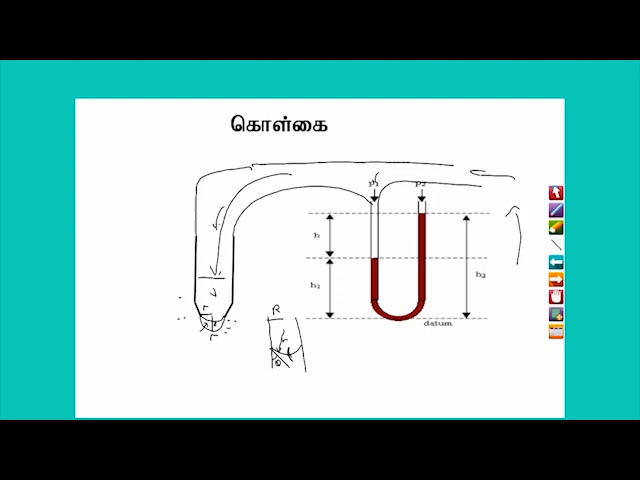 கொள்கை
p₁ p₂
h
h₁ h₂
datum
R
r r
r